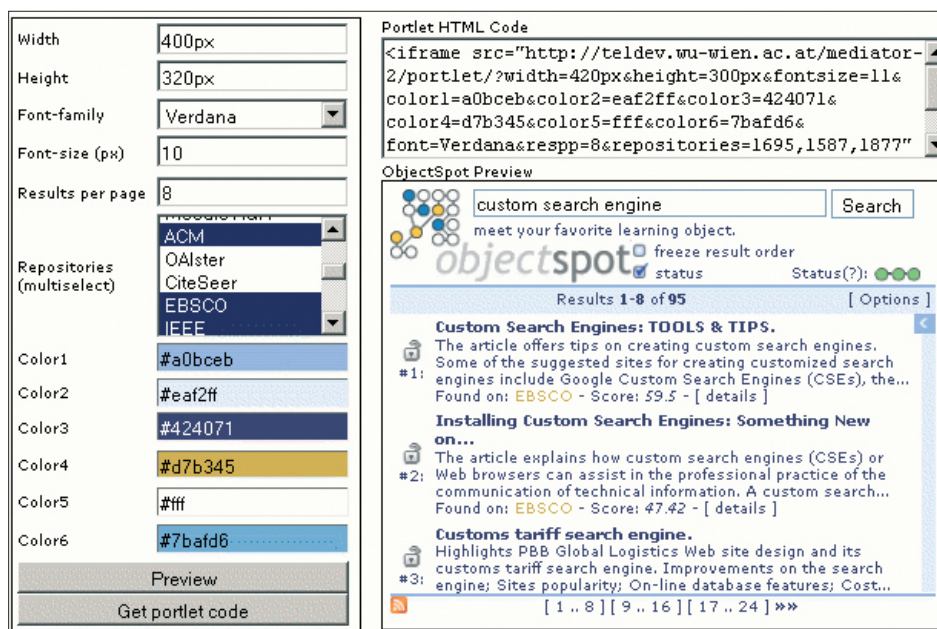 Width
400px
Height
320px
Font-family
Verdana
Font-size (px)
10
Results per page
8
Repositories
(multiselect)
ACM
OAIster
CiteSeer
EBSCO
IEEE
Color1
#a0bceb
Color2
#eaf2ff
Color3
#424071
Color4
#d7b345
Color5
#fff
Color6
#7bafd6
Preview
Get portlet code
Portlet HTML Code
<iframe src="http://teldev.wu-wien.ac.at/mediator-
2/portlet/?width=420px&height=300px&fontsize=11&
color1=a0bceb&color2=eaf2ff&color3=424071&
color4=d7b345&color5=fff&color6=7bafd6&
font=Verdana&respp=8&repositories=1695,1587,1877"
ObjectSpot Preview
custom search engine
Search
meet your favorite learning object.
objectspot
freeze result order
status
Status(?):
Results 1-8 of 95
[ Options ]
Custom Search Engines: TOOLS & TIPS.
#1:
The article offers tips on creating custom search engines.
Some of the suggested sites for creating customized search
engines include Google Custom Search Engines (CSEs), the...
Found on: EBSCO - Score: 59.5 - [ details ]
Installing Custom Search Engines: Something New
on...
#2:
The article explains how custom search engines (CSEs) or
Web browsers can assist in the professional practice of the
communication of technical information. A custom search...
Found on: EBSCO - Score: 47.42 - [ details ]
Customs tariff search engine.
#3:
Highlights PBB Global Logistics Web site design and its
customs tariff search engine. Improvements on the search
engine; Sites popularity; On-line database features; Cost...
[ 1 .. 8 ] [ 9 .. 16 ] [ 17 .. 24 ] »»